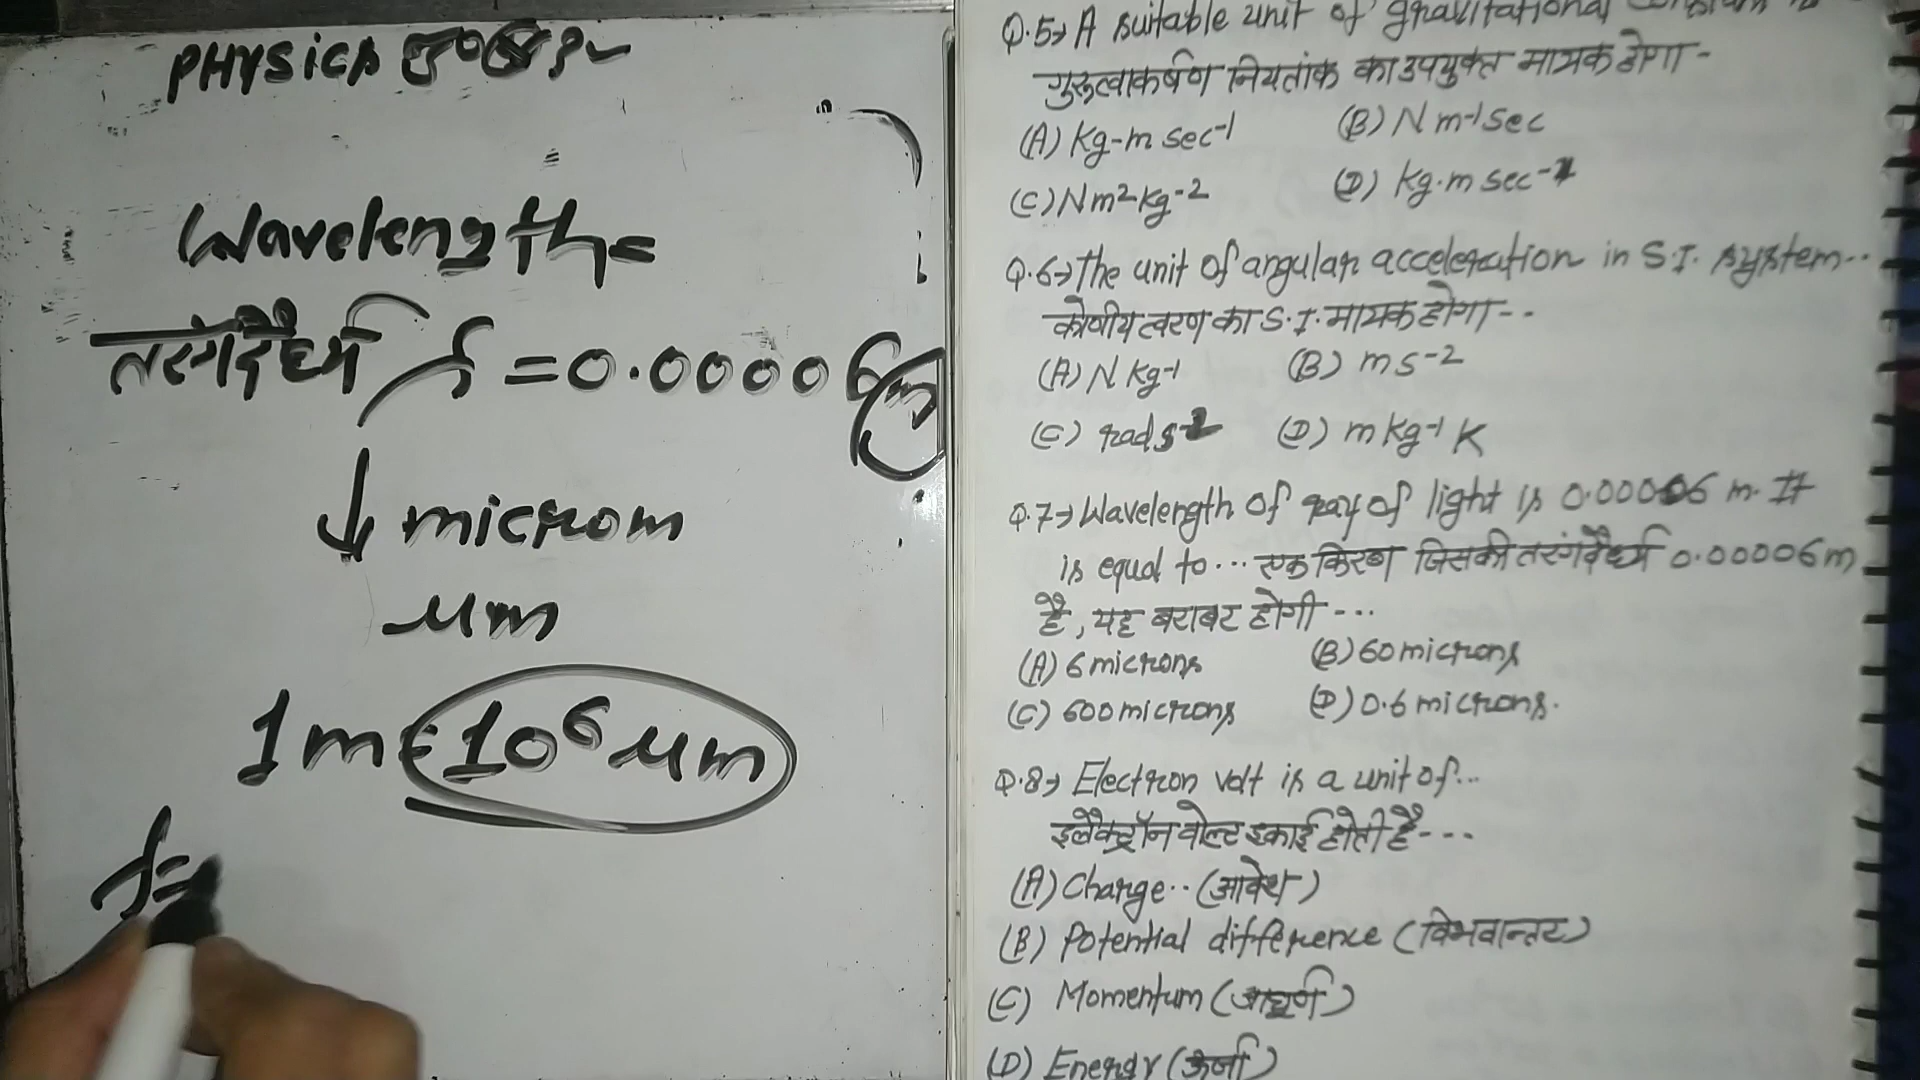 PHYSICS
Wavelength =
तरंगदैर्ध्य λ = 0.00006 m
↓ microm
μm
1m = 10⁶ μm
λ =
Q.5→ A suitable unit of gravitational
गुरुत्वाकर्षण नियतांक का उपयुक्त मात्रक होगा -
(A) Kg-m sec⁻¹ (B) N m⁻¹ sec
(C) Nm² Kg⁻² (D) Kg.m sec⁻¹
Q.6→ The unit of angular acceleration in S.I. system...
कोणीय त्वरण का S.I. मात्रक होगा - -
(A) N Kg⁻¹ (B) m s⁻²
(C) rad s⁻² (D) m Kg⁻¹ K
Q.7→ Wavelength of ray of light is 0.00006 m. It
is equal to... एक किरण जिसकी तरंगदैर्ध्य 0.00006 m
है, यह बराबर होगी - ...
(A) 6 microns (B) 60 microns
(C) 600 microns (D) 0.6 microns.
Q.8→ Electron volt is a unit of...
इलैक्ट्रॉन वोल्ट इकाई होती है - ...
(A) Charge.. (आवेश)
(B) Potential difference (विभवान्तर)
(C) Momentum (आघूर्ण)
(D) Energy (ऊर्जा)